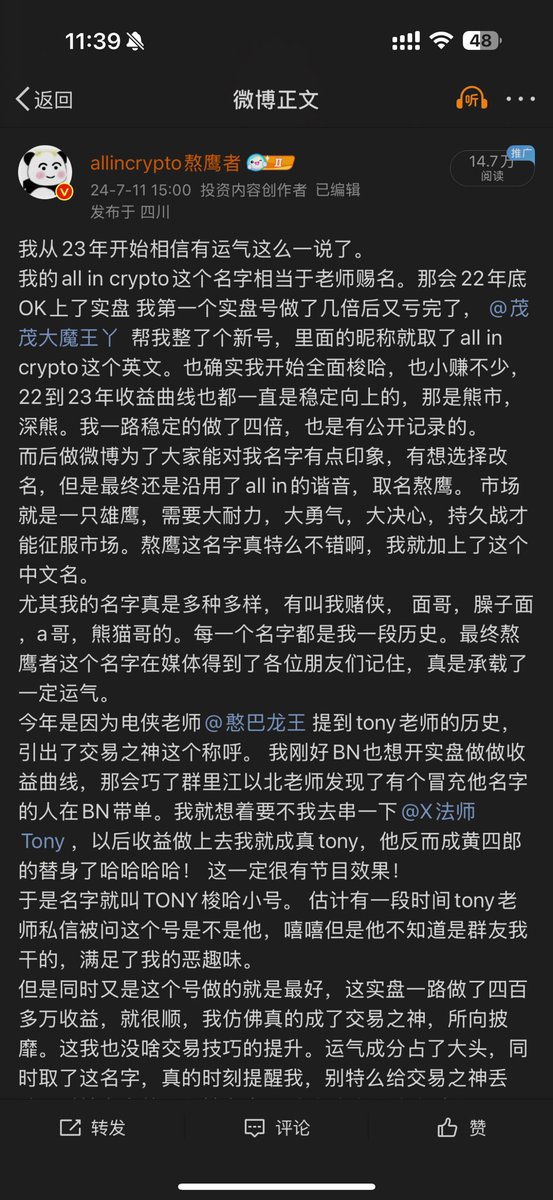 11:39
48
返回
微博正文
听
allincrypto熬鹰者
II
24-7-11 15:00 投资内容创作者 已编辑
发布于 四川
14.7万
阅读
推广
我从23年开始相信有运气这么一说了。
我的all in crypto这个名字相当于老师赐名。那会22年底
OK上了实盘 我第一个实盘号做了几倍后又亏完了， @茂
茂大魔王丫 帮我整了个新号，里面的昵称就取了all in
crypto这个英文。也确实我开始全面梭哈，也小赚不少，
22到23年收益曲线也都一直是稳定向上的，那是熊市，
深熊。我一路稳定的做了四倍，也是有公开记录的。
而后做微博为了大家能对我名字有点印象，有想选择改
名，但是最终还是沿用了all in的谐音，取名熬鹰。 市场
就是一只雄鹰，需要大耐力，大勇气，大决心，持久战才
能征服市场。熬鹰这名字真特么不错啊，我就加上了这个
中文名。
尤其我的名字真是多种多样，有叫我赌侠， 面哥，臊子面
，a哥，熊猫哥的。每一个名字都是我一段历史。最终熬
鹰者这个名字在媒体得到了各位朋友们记住，真是承载了
一定运气。
今年是因为电侠老师@憨巴龙王 提到tony老师的历史，
引出了交易之神这个称呼。 我刚好BN也想开实盘做做收
益曲线，那会巧了群里江以北老师发现了有个冒充他名字
的人在BN带单。我就想着要不我去串一下@X法师
Tony ，以后收益做上去我就成真tony，他反而成黄四郎
的替身了哈哈哈哈！ 这一定很有节目效果！
于是名字就叫TONY梭哈小号。 估计有一段时间tony老
师私信被问这个号是不是他，嘻嘻但是他不知道是群友我
干的，满足了我的恶趣味。
但是同时又是这个号做的就是最好，这实盘一路做了四百
多万收益，就很顺，我仿佛真的成了交易之神，所向披
靡。这我也没啥交易技巧的提升。运气成分占了大头，同
时取了这名字，真的时刻提醒我，别特么给交易之神丢
转发
评论
赞